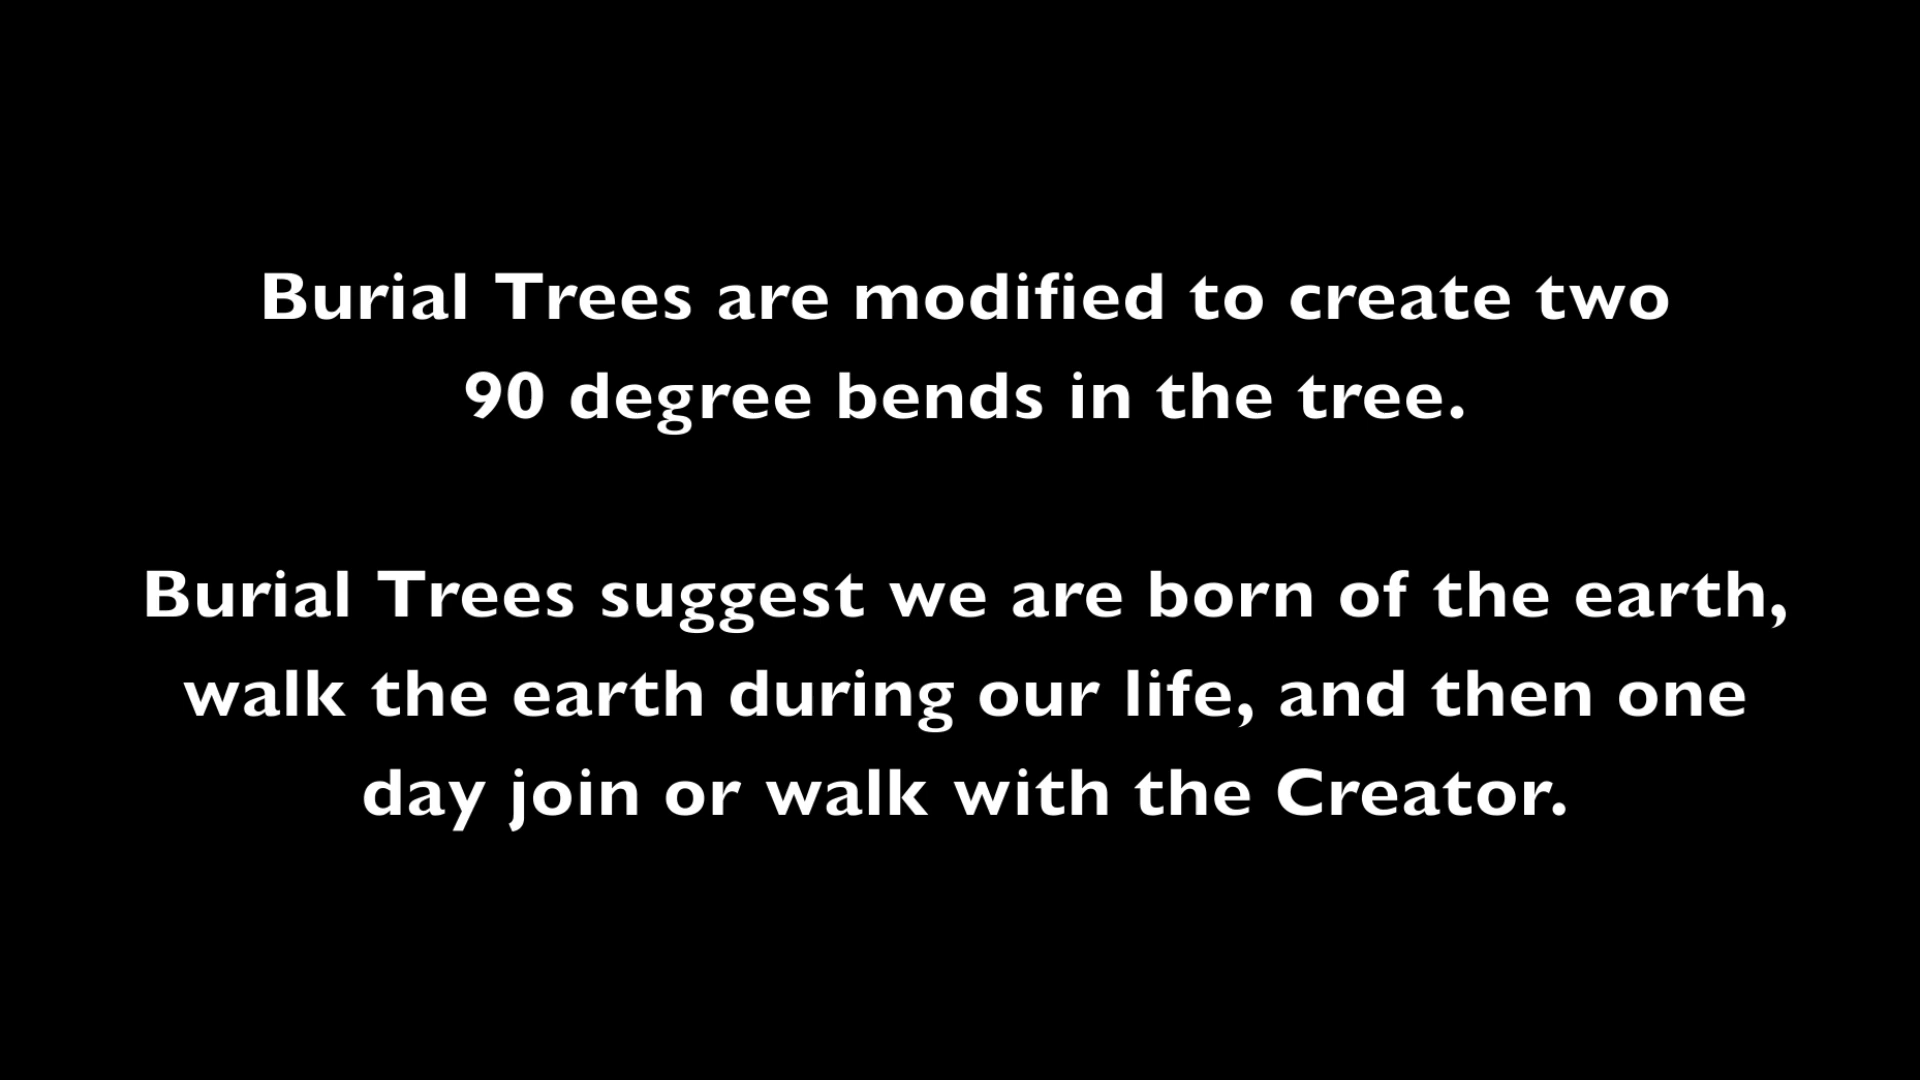 Burial Trees are modified to create two
90 degree bends in the tree.
Burial Trees suggest we are born of the earth,
walk the earth during our life, and then one
day join or walk with the Creator.